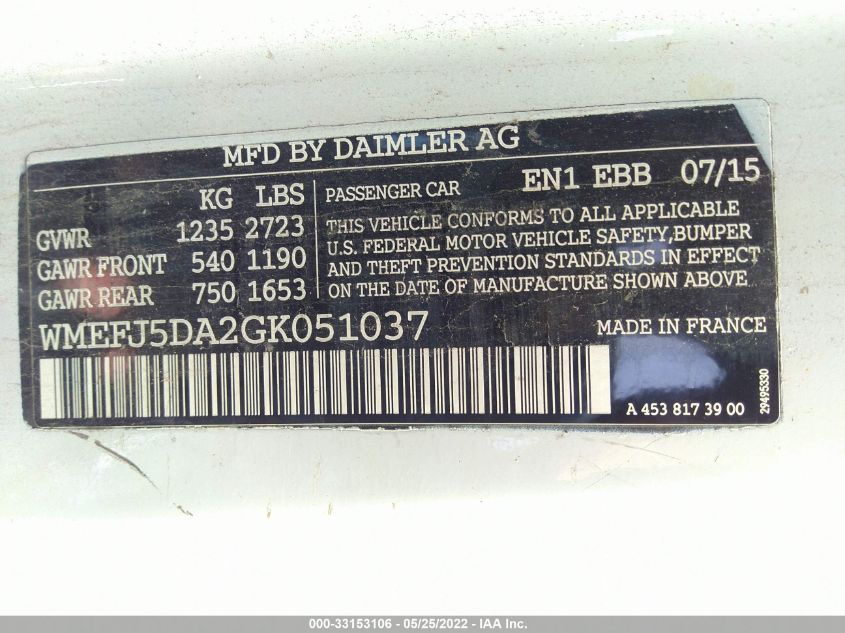 MFD BY DAIMLER AG
KG LBS
GVWR 1235 2723
GAWR FRONT 540 1190
GAWR REAR 750 1653
PASSENGER CAR EN1 EBB 07/15
THIS VEHICLE CONFORMS TO ALL APPLICABLE
U.S. FEDERAL MOTOR VEHICLE SAFETY,BUMPER
AND THEFT PREVENTION STANDARDS IN EFFECT
ON THE DATE OF MANUFACTURE SHOWN ABOVE
WMEFJ5DA2GK051037 MADE IN FRANCE
A 453 817 39 00
29495330
000-33153106 - 05/25/2022 - IAA Inc.